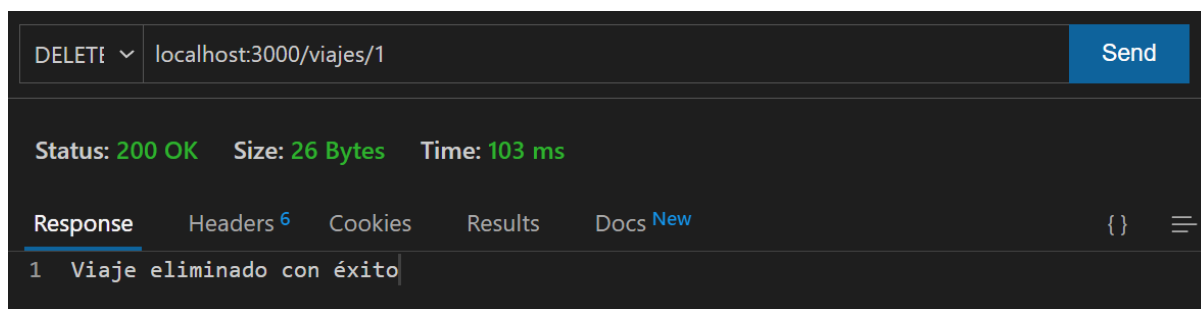 DELETE localhost:3000/viajes/1 Send
Status: 200 OK Size: 26 Bytes Time: 103 ms
Response Headers 6 Cookies Results Docs New { }
1 Viaje eliminado con éxito